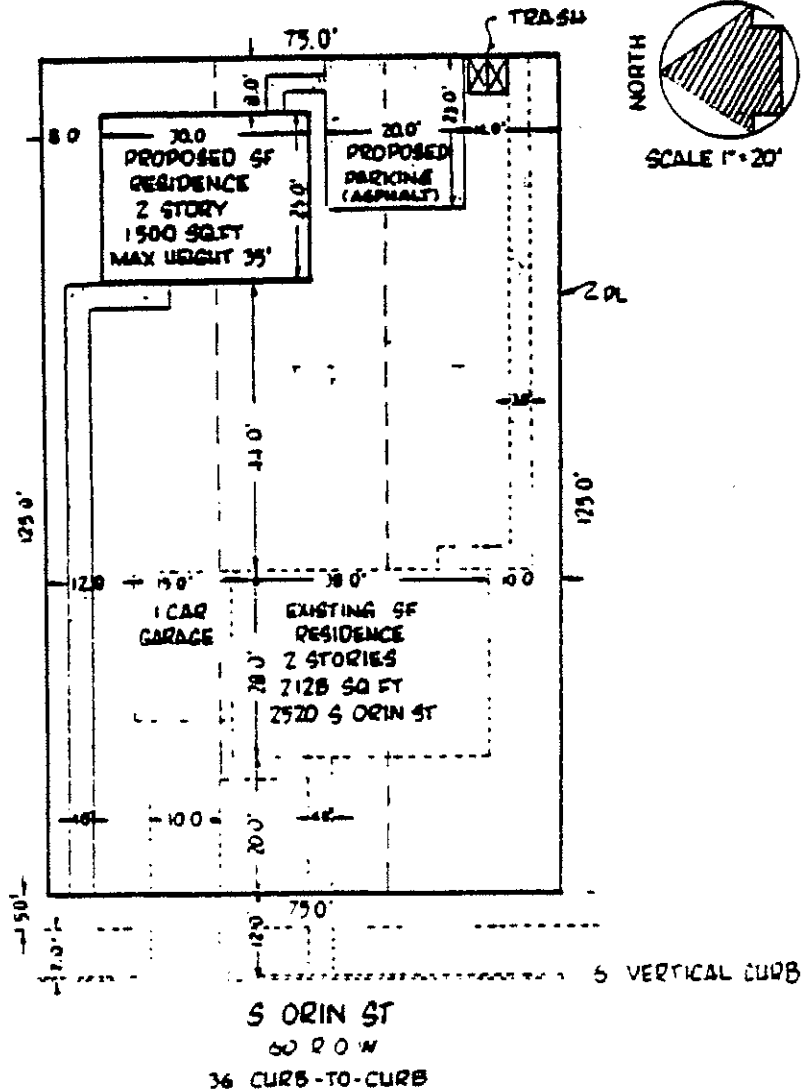 TRASH
75.0'
NORTH
SCALE 1"=20'
8.0
8.0'
30.0
20.0'
23.0'
PROPOSED SF
RESIDENCE
2 STORY
1500 SQ.FT
MAX HEIGHT 35'
25.0'
PROPOSED
PARKING
(ASPHALT)
44.0'
125.0'
125.0'
12.0
15.0'
38.0'
10.0
1 CAR
GARAGE
EXISTING SF
RESIDENCE
2 STORIES
2128 SQ FT
2520 S ORIN ST
28.0'
10.0
20.0'
75.0'
12.0'
5 VERTICAL CURB
S ORIN ST
60 R O W
36 CURB-TO-CURB